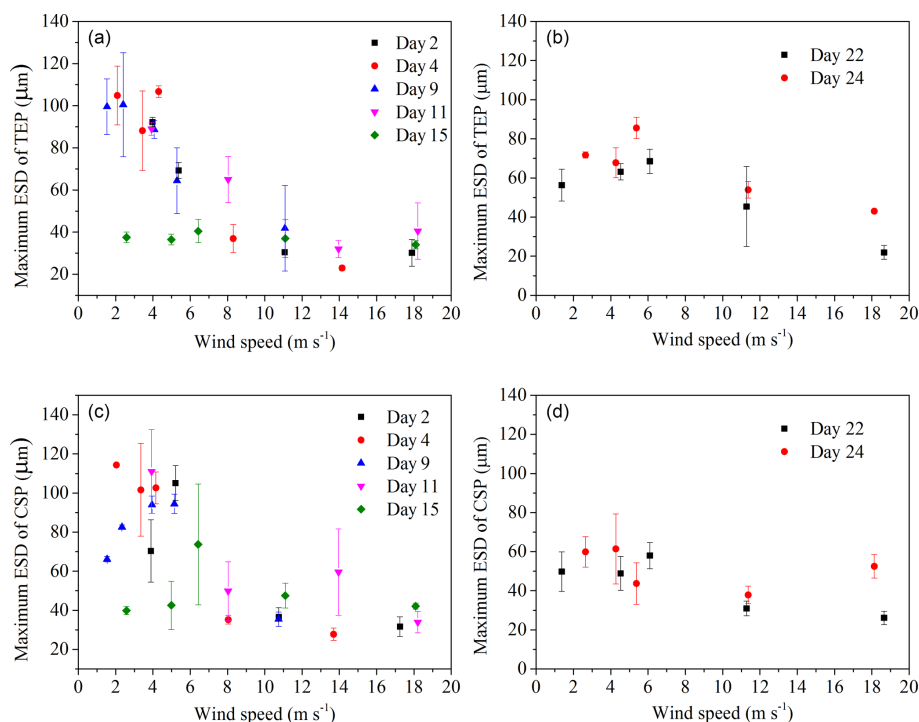 (a)
Day 2
Day 4
Day 9
Day 11
Day 15
140
120
100
80
60
40
20
0 2 4 6 8 10 12 14 16 18 20
Maximum ESD of TEP (μm)
Wind speed (m s⁻¹)
(b)
Day 22
Day 24
140
120
100
80
60
40
20
0
0 2 4 6 8 10 12 14 16 18 20
Maximum ESD of TEP (μm)
Wind speed (m s⁻¹)
(c)
Day 2
Day 4
Day 9
Day 11
Day 15
140
120
100
80
60
40
20
0 2 4 6 8 10 12 14 16 18 20
Maximum ESD of CSP (μm)
Wind speed (m s⁻¹)
(d)
Day 22
Day 24
140
120
100
80
60
40
20
0
0 2 4 6 8 10 12 14 16 18 20
Maximum ESD of CSP (μm)
Wind speed (m s⁻¹)